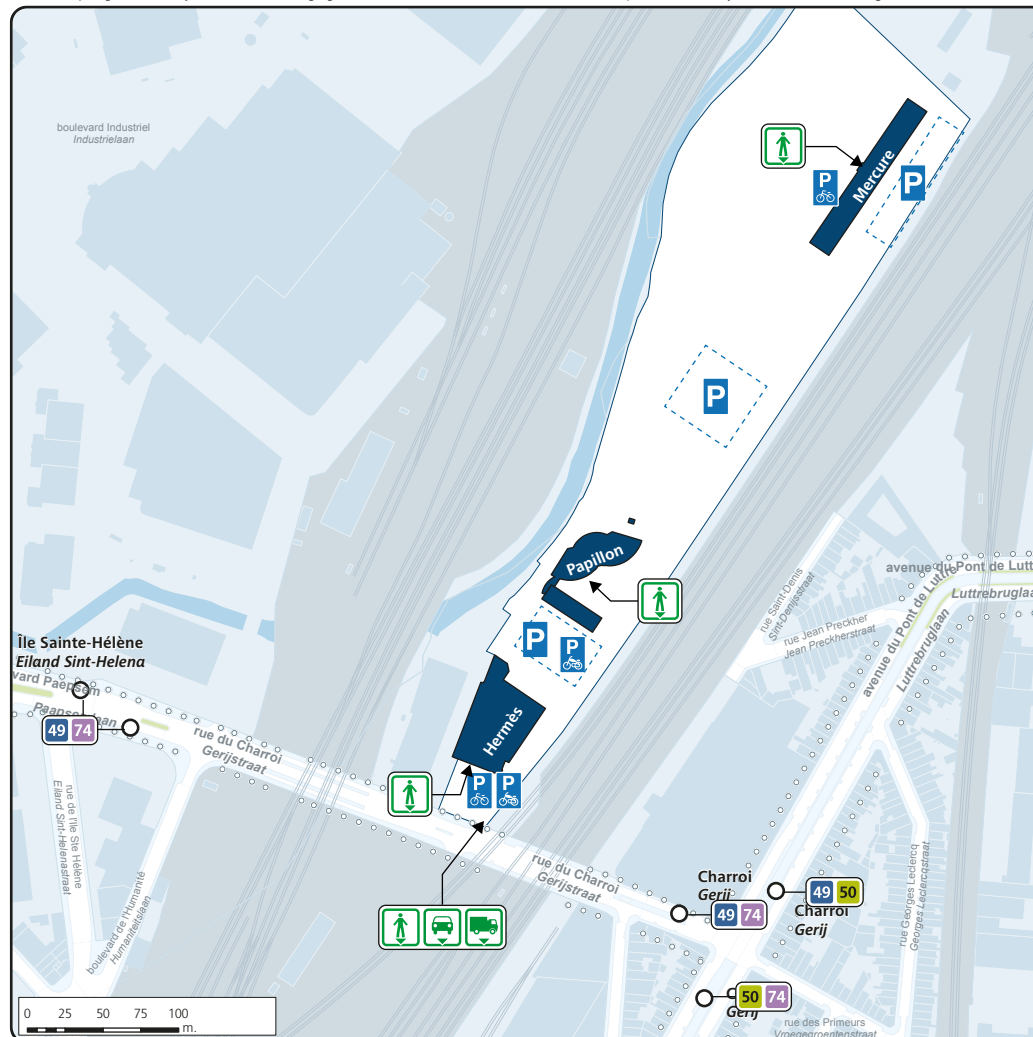 boulevard Industriel
Industrielaan
Mercure
P
P
P
Papillon
P
Hermès
P
P
Île Sainte-Hélène
Eiland Sint-Helena
49 74
rue du Charroi
Gerijstraat
rue de l'Ile Ste Hélène
Eiland Sint-Helenastraat
boulevard de l'Humanité
Humaniteitslaan
rue Saint-Denis
Sint-Denijsstraat
rue Jean Preckher
Jean Preckherstraat
avenue du Pont de Luttre
Luttrebruglaan
avenue du Pont de Luttre
Luttrebruglaan
rue du Charroi
Gerijstraat
Charroi
Gerij
49 74
49 50
Charroi
Gerij
rue Georges Leclercq
Georges Leclercqstraat
50 74
Gerij
rue des Primeurs
Vroegegroentenstraat
0 25 50 75 100
m.